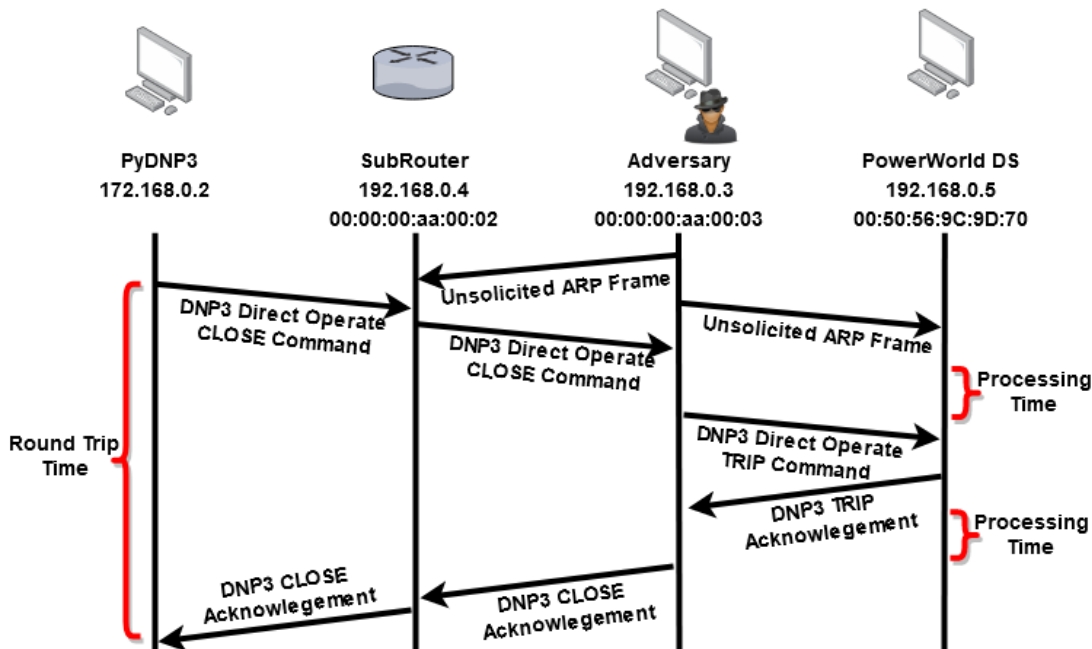 PyDNP3
172.168.0.2
SubRouter
192.168.0.4
00:00:00:aa:00:02
Adversary
192.168.0.3
00:00:00:aa:00:03
PowerWorld DS
192.168.0.5
00:50:56:9C:9D:70
Unsolicited ARP Frame
DNP3 Direct Operate
CLOSE Command
Unsolicited ARP Frame
DNP3 Direct Operate
CLOSE Command
Processing
Time
Round Trip
Time
DNP3 Direct Operate
TRIP Command
DNP3 TRIP
Acknowlegement
Processing
Time
DNP3 CLOSE
Acknowlegement
DNP3 CLOSE
Acknowlegement